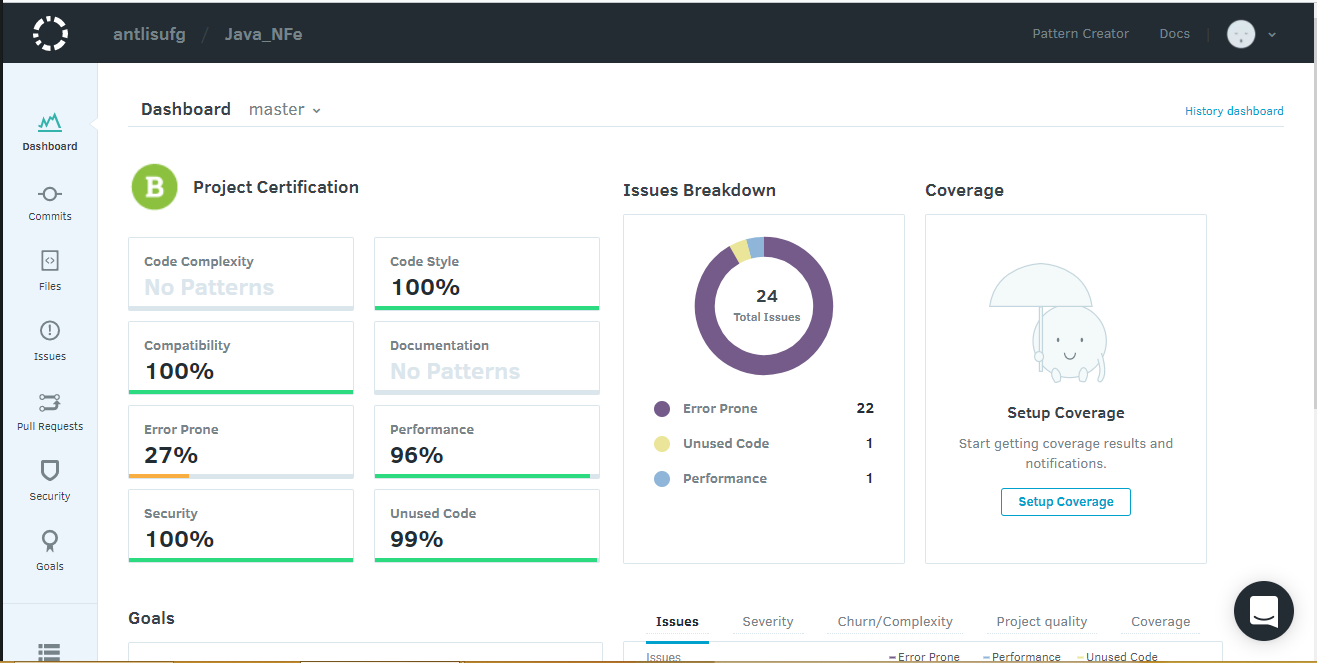 antlisufg / Java_NFe
Pattern Creator
Docs
Dashboard
Commits
Files
Issues
Pull Requests
Security
Goals
Dashboard master
History dashboard
B Project Certification
Code Complexity
No Patterns
Code Style
100%
Compatibility
100%
Documentation
No Patterns
Error Prone
27%
Performance
96%
Security
100%
Unused Code
99%
Issues Breakdown
24
Total Issues
Error Prone 22
Unused Code 1
Performance 1
Coverage
Setup Coverage
Start getting coverage results and
notifications.
Setup Coverage
Goals
Issues Severity Churn/Complexity Project quality Coverage
Issues
Error Prone Performance Unused Code